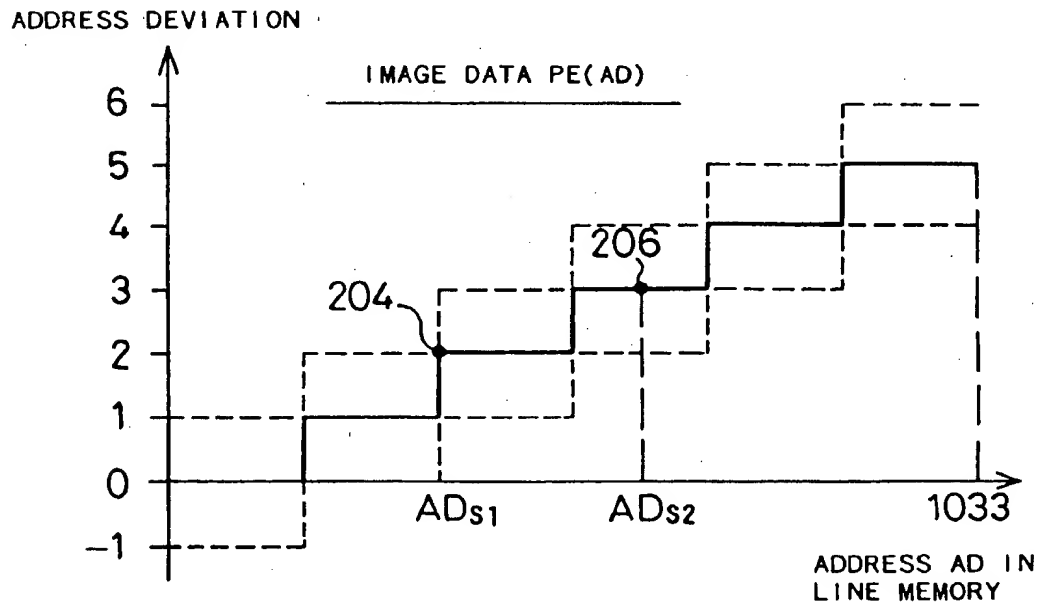 ADDRESS DEVIATION
IMAGE DATA PE(AD)
6
5
4
3
2
1
0
-1
206
204
ADS1
ADS2
1033
ADDRESS AD IN
LINE MEMORY